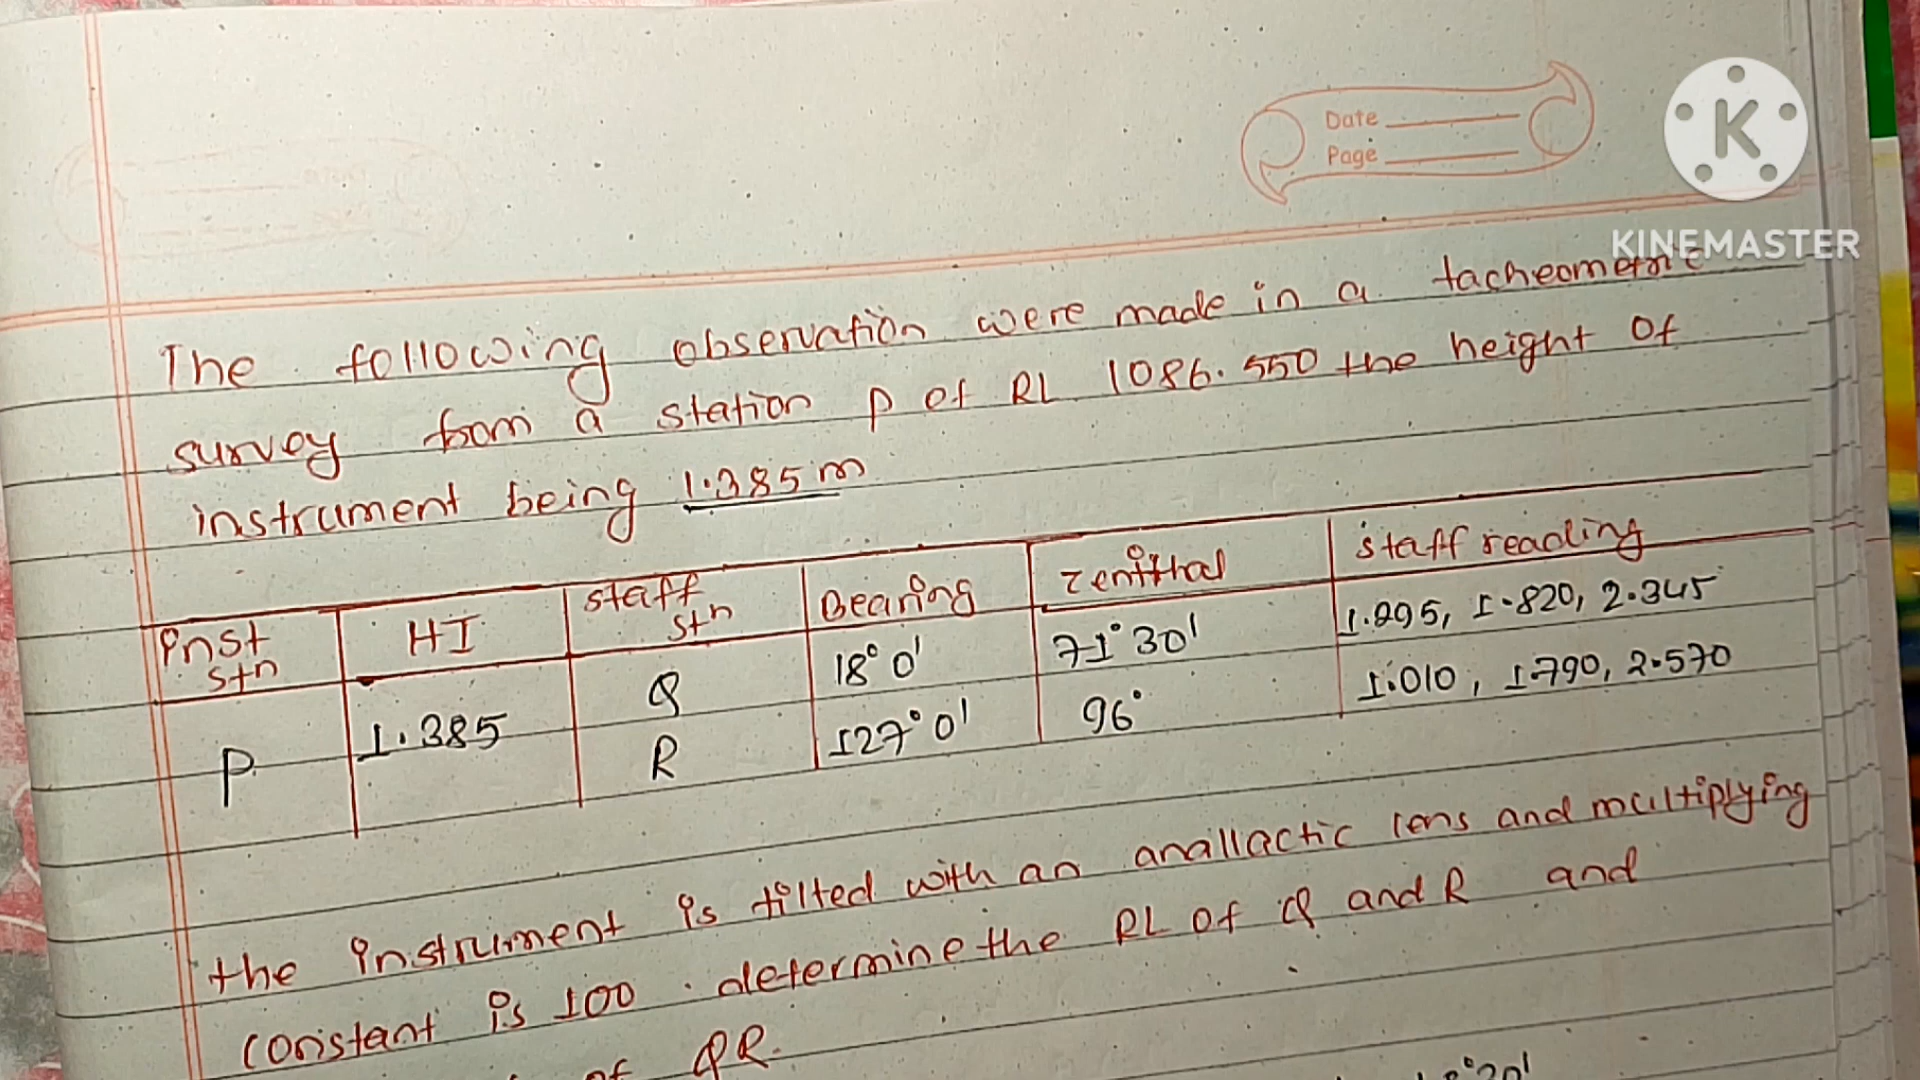 Date
Page
KINEMASTER
The following observation were made in a tacheometric
survey from a station P of RL 1086.550 the height of
instrument being 1.385 m
inst stn HI staff stn Bearing zenithal staff reading
P 1.385 Q 18° 0' 71° 30' 1.295, 1.820, 2.345
R 127° 0' 96° 1.010, 1.790, 2.570
the instrument is tilted with an anallactic lens and multiplying
constant is 100. determine the RL of Q and R and
of QR.